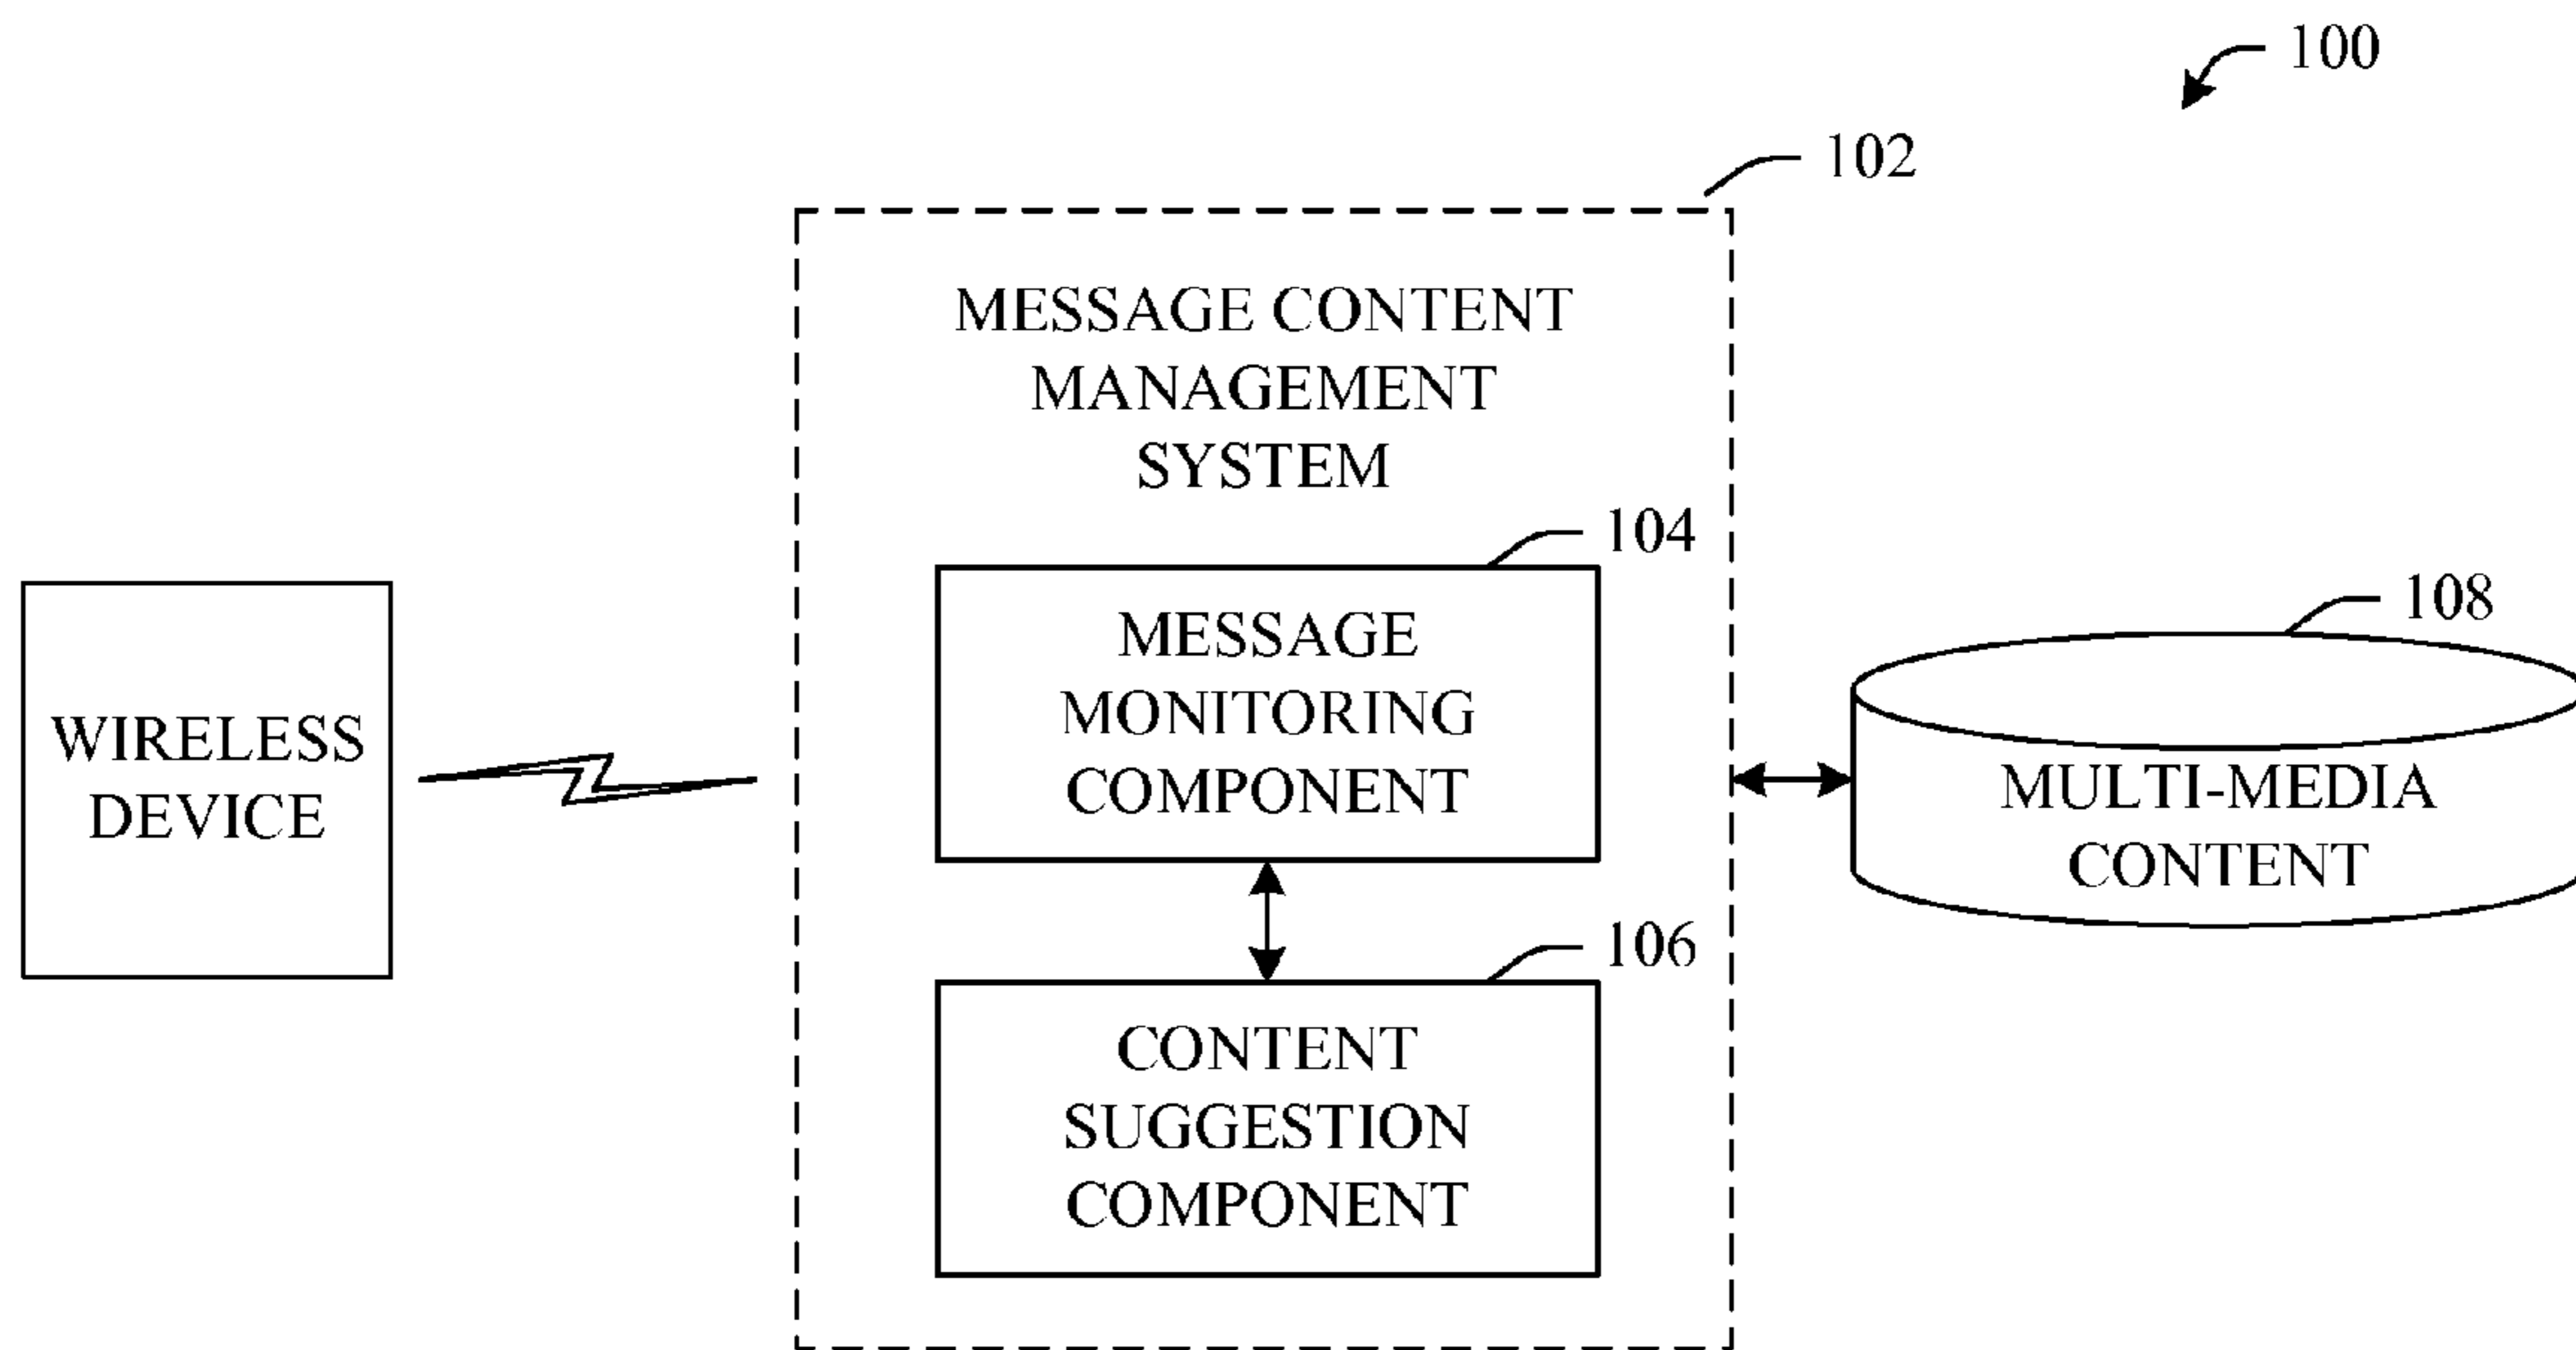 100
102
MESSAGE CONTENT
MANAGEMENT
SYSTEM
104
MESSAGE
MONITORING
COMPONENT
106
CONTENT
SUGGESTION
COMPONENT
WIRELESS
DEVICE
108
MULTI-MEDIA
CONTENT